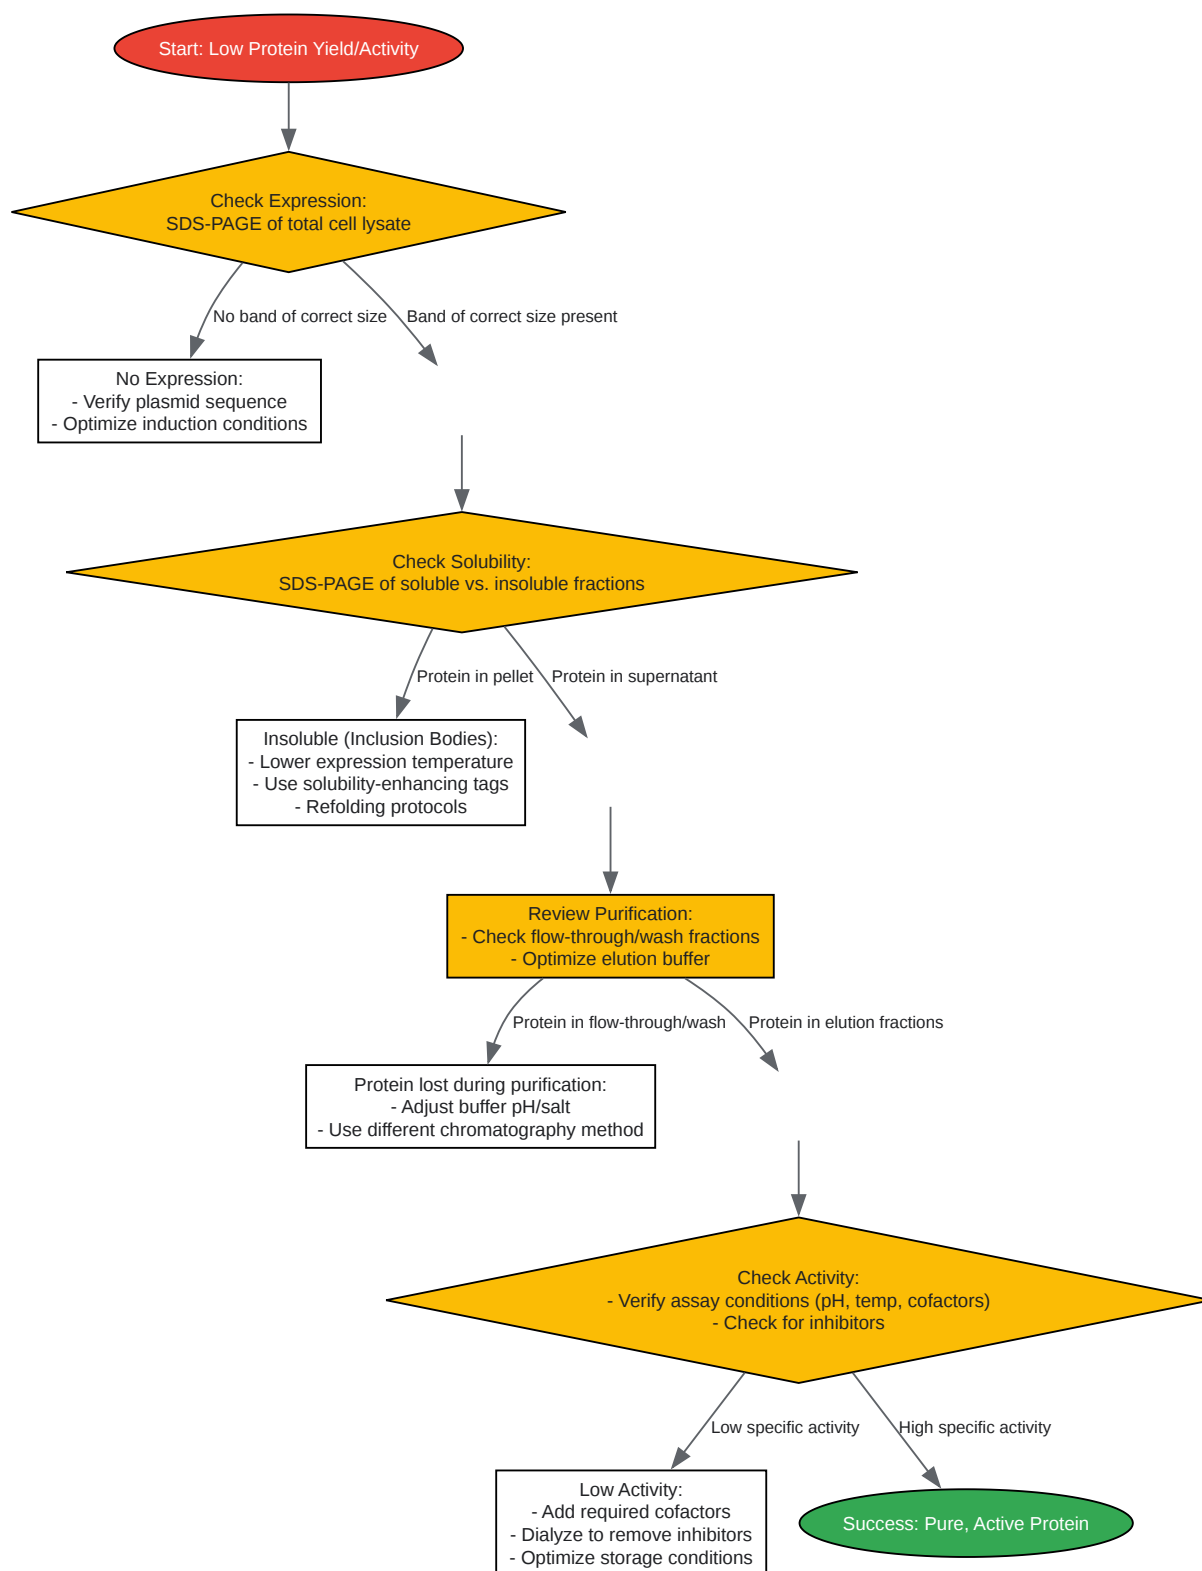 Start: Low Protein Yield/Activity
Check Expression:
SDS-PAGE of total cell lysate
No band of correct size
Band of correct size present
No Expression:
- Verify plasmid sequence
- Optimize induction conditions
Check Solubility:
SDS-PAGE of soluble vs. insoluble fractions
Protein in pellet
Protein in supernatant
Insoluble (Inclusion Bodies):
- Lower expression temperature
- Use solubility-enhancing tags
- Refolding protocols
Review Purification:
- Check flow-through/wash fractions
- Optimize elution buffer
Protein in flow-through/wash
Protein in elution fractions
Protein lost during purification:
- Adjust buffer pH/salt
- Use different chromatography method
Check Activity:
- Verify assay conditions (pH, temp, cofactors)
- Check for inhibitors
Low specific activity
High specific activity
Low Activity:
- Add required cofactors
- Dialyze to remove inhibitors
- Optimize storage conditions
Success: Pure, Active Protein